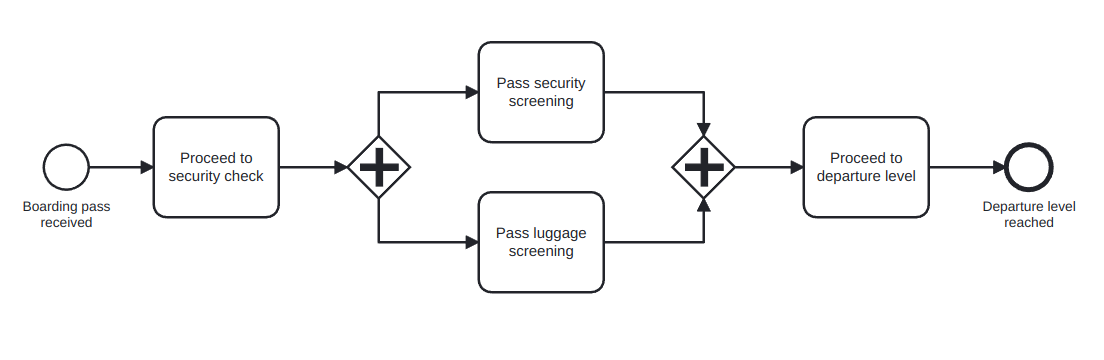 Boarding pass
received
Proceed to
security check
Pass security
screening
Pass luggage
screening
Proceed to
departure level
Departure level
reached